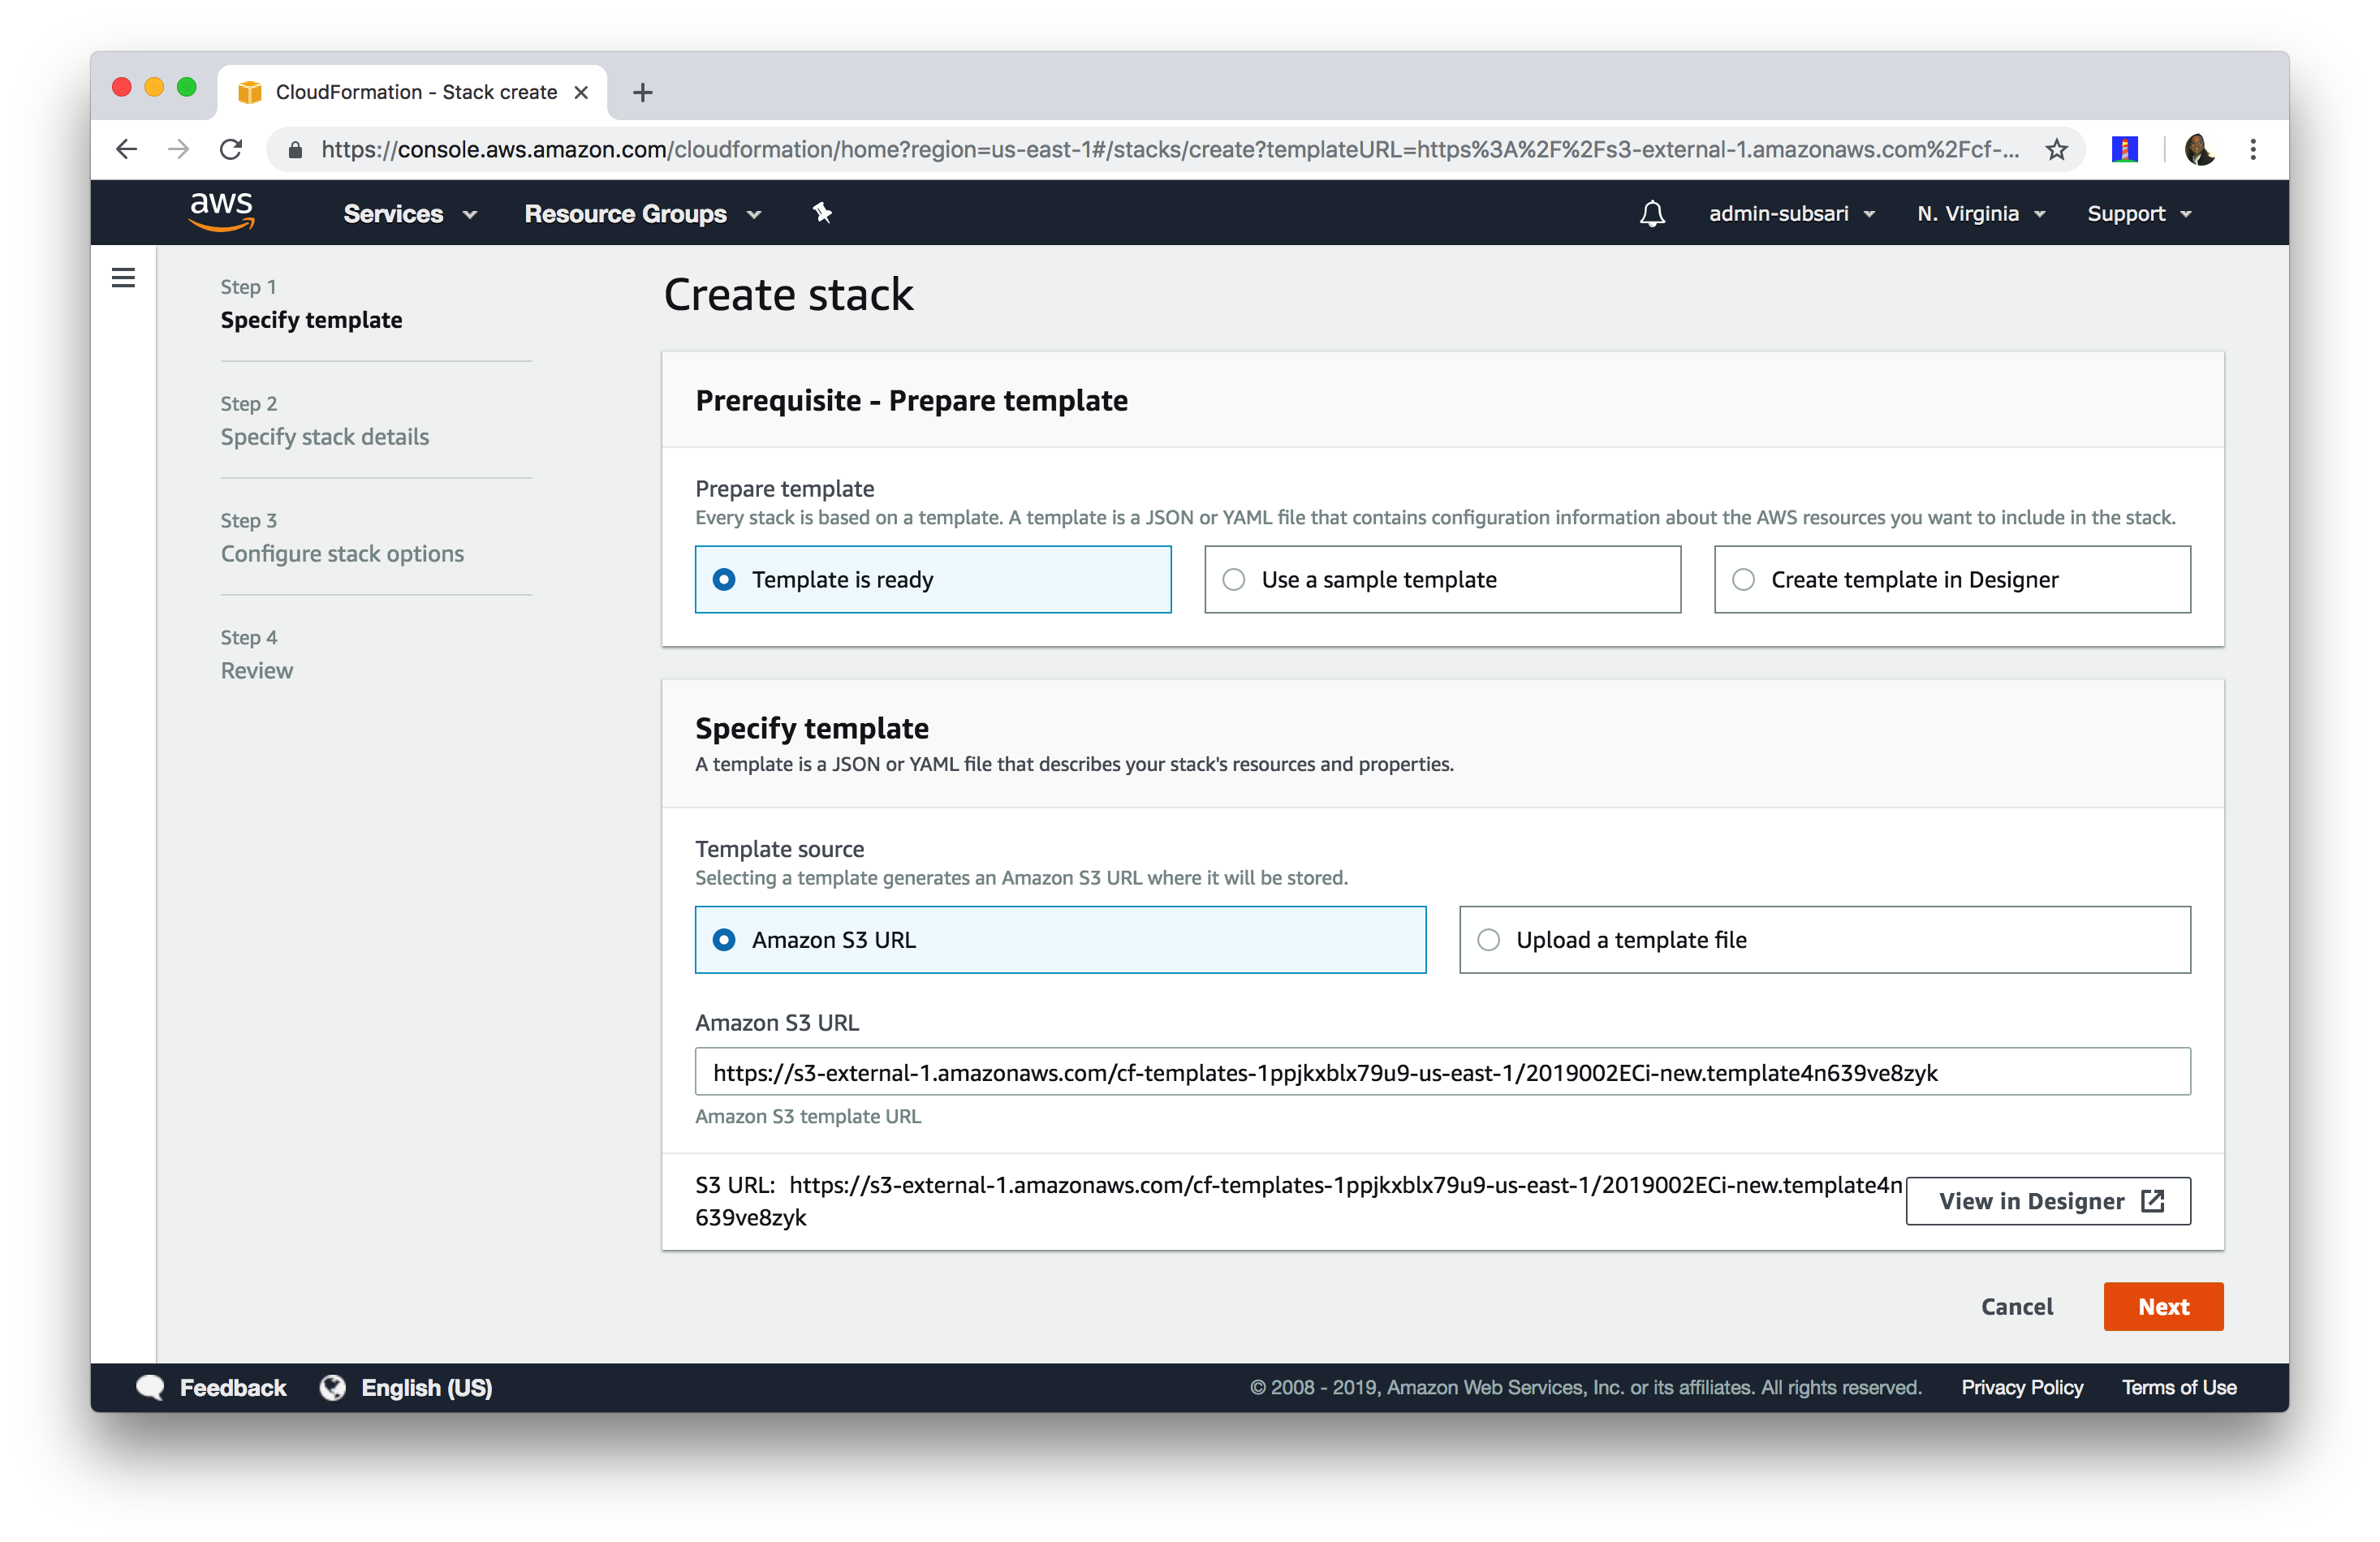 CloudFormation - Stack create
https://console.aws.amazon.com/cloudformation/home?region=us-east-1#/stacks/create?templateURL=https%3A%2F%2Fs3-external-1.amazonaws.com%2Fcf-...
aws Services Resource Groups admin-subsari N. Virginia Support
Step 1
Specify template
Step 2
Specify stack details
Step 3
Configure stack options
Step 4
Review
Create stack
Prerequisite - Prepare template
Prepare template
Every stack is based on a template. A template is a JSON or YAML file that contains configuration information about the AWS resources you want to include in the stack.
Template is ready Use a sample template Create template in Designer
Specify template
A template is a JSON or YAML file that describes your stack's resources and properties.
Template source
Selecting a template generates an Amazon S3 URL where it will be stored.
Amazon S3 URL Upload a template file
Amazon S3 URL
https://s3-external-1.amazonaws.com/cf-templates-1ppjkxblx79u9-us-east-1/2019002ECi-new.template4n639ve8zyk
Amazon S3 template URL
S3 URL: https://s3-external-1.amazonaws.com/cf-templates-1ppjkxblx79u9-us-east-1/2019002ECi-new.template4n
639ve8zyk
View in Designer
Cancel Next
Feedback English (US) © 2008 - 2019, Amazon Web Services, Inc. or its affiliates. All rights reserved. Privacy Policy Terms of Use